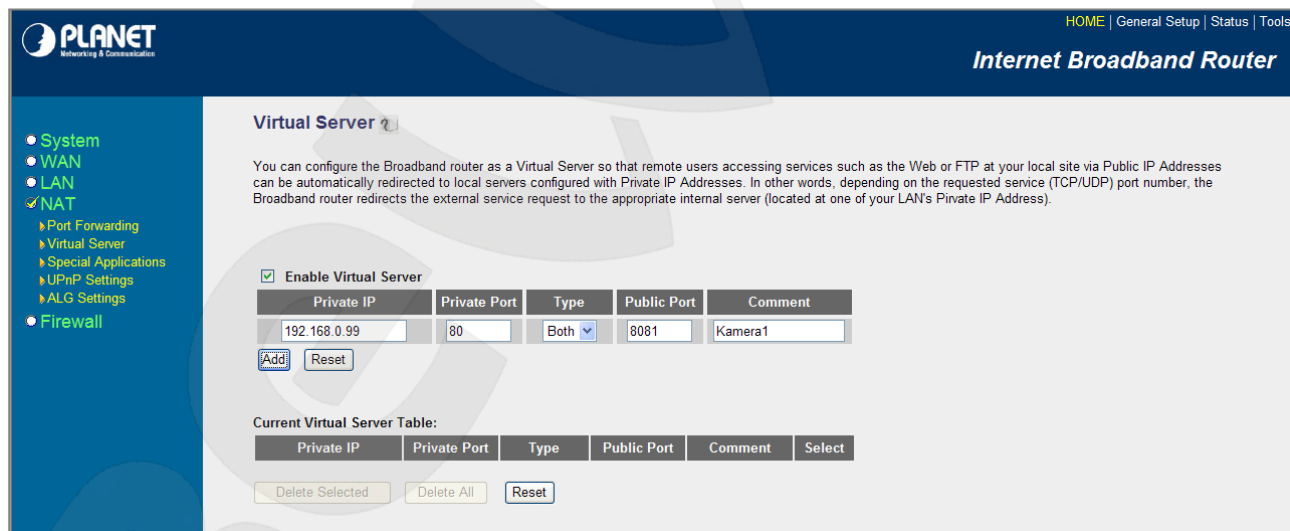 PLANET
Networking & Communication
HOME | General Setup | Status | Tools
Internet Broadband Router
System
WAN
LAN
NAT
Port Forwarding
Virtual Server
Special Applications
UPnP Settings
ALG Settings
Firewall
Virtual Server
You can configure the Broadband router as a Virtual Server so that remote users accessing services such as the Web or FTP at your local site via Public IP Addresses
can be automatically redirected to local servers configured with Private IP Addresses. In other words, depending on the requested service (TCP/UDP) port number, the
Broadband router redirects the external service request to the appropriate internal server (located at one of your LAN's Pivate IP Address).
Enable Virtual Server
Private IP Private Port Type Public Port Comment
192.168.0.99 80 Both 8081 Kamera1
Add Reset
Current Virtual Server Table:
Private IP Private Port Type Public Port Comment Select
Delete Selected Delete All Reset